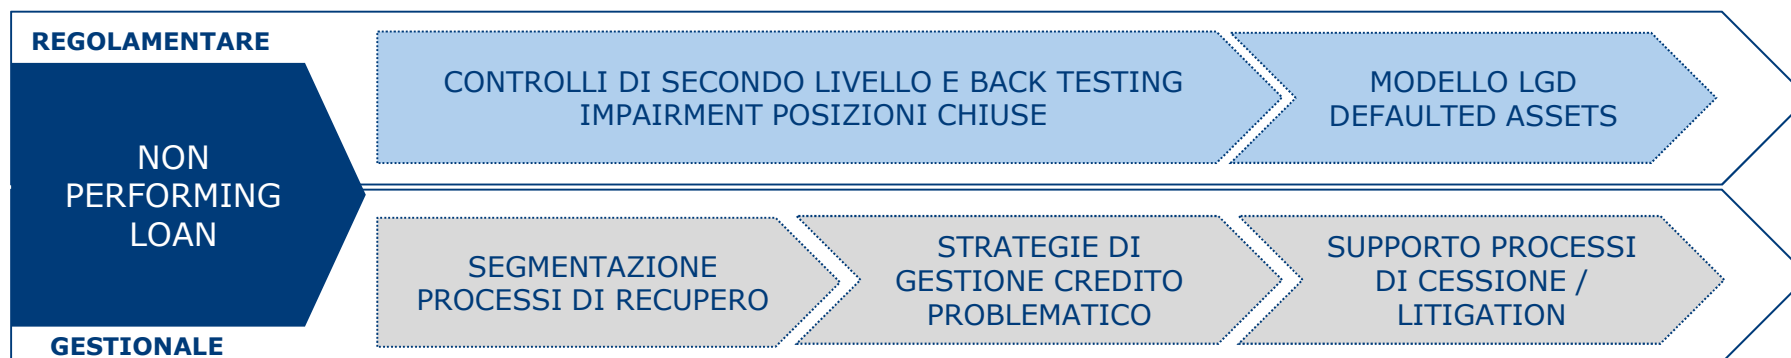 REGOLAMENTARE
CONTROLLI DI SECONDO LIVELLO E BACK TESTING
IMPAIRMENT POSIZIONI CHIUSE
MODELLO LGD
DEFAULTED ASSETS
NON
PERFORMING
LOAN
SEGMENTAZIONE
PROCESSI DI RECUPERO
STRATEGIE DI
GESTIONE CREDITO
PROBLEMATICO
SUPPORTO PROCESSI
DI CESSIONE /
LITIGATION
GESTIONALE